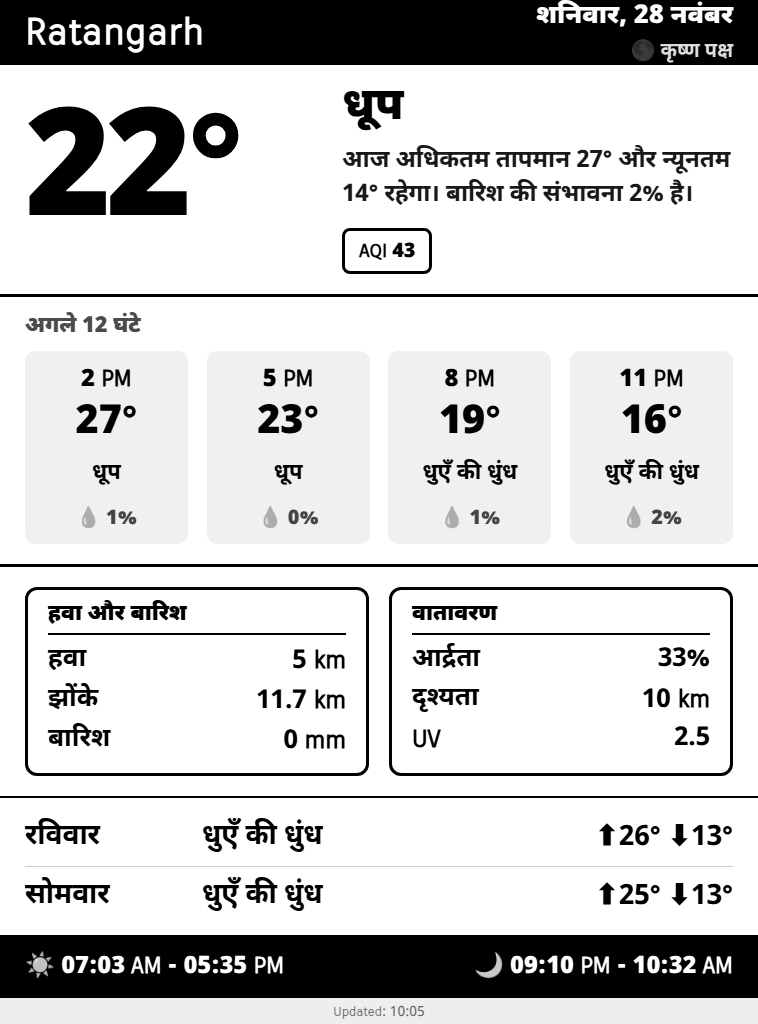 Ratangarh
शनिवार, 28 नवंबर
कृष्ण पक्ष
22°
धूप
आज अधिकतम तापमान 27° और न्यूनतम
14° रहेगा। बारिश की संभावना 2% है।
AQI 43
अगले 12 घंटे
2 PM
27°
धूप
1%
5 PM
23°
धूप
0%
8 PM
19°
धुएँ की धुंध
1%
11 PM
16°
धुएँ की धुंध
2%
हवा और बारिश
हवा 5 km
झोंके 11.7 km
बारिश 0 mm
वातावरण
आर्द्रता 33%
दृश्यता 10 km
UV 2.5
रविवार धुएँ की धुंध ⬆26° ⬇13°
सोमवार धुएँ की धुंध ⬆25° ⬇13°
07:03 AM - 05:35 PM
09:10 PM - 10:32 AM
Updated: 10:05